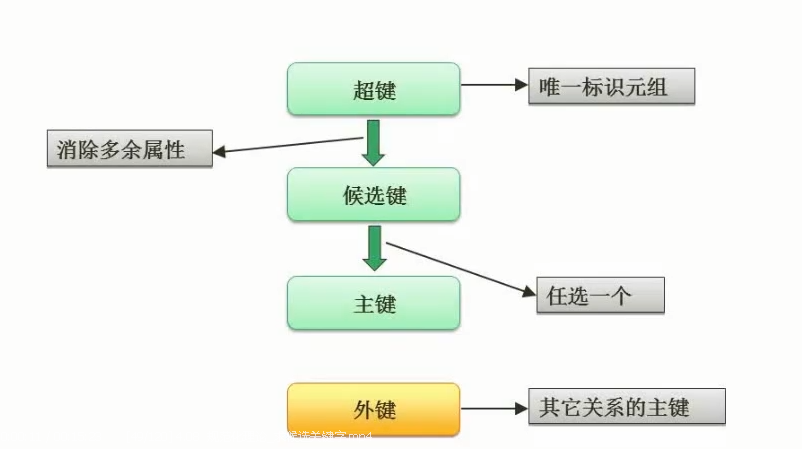 超键
唯一标识元组
消除多余属性
候选键
主键
任选一个
外键
其它关系的主键